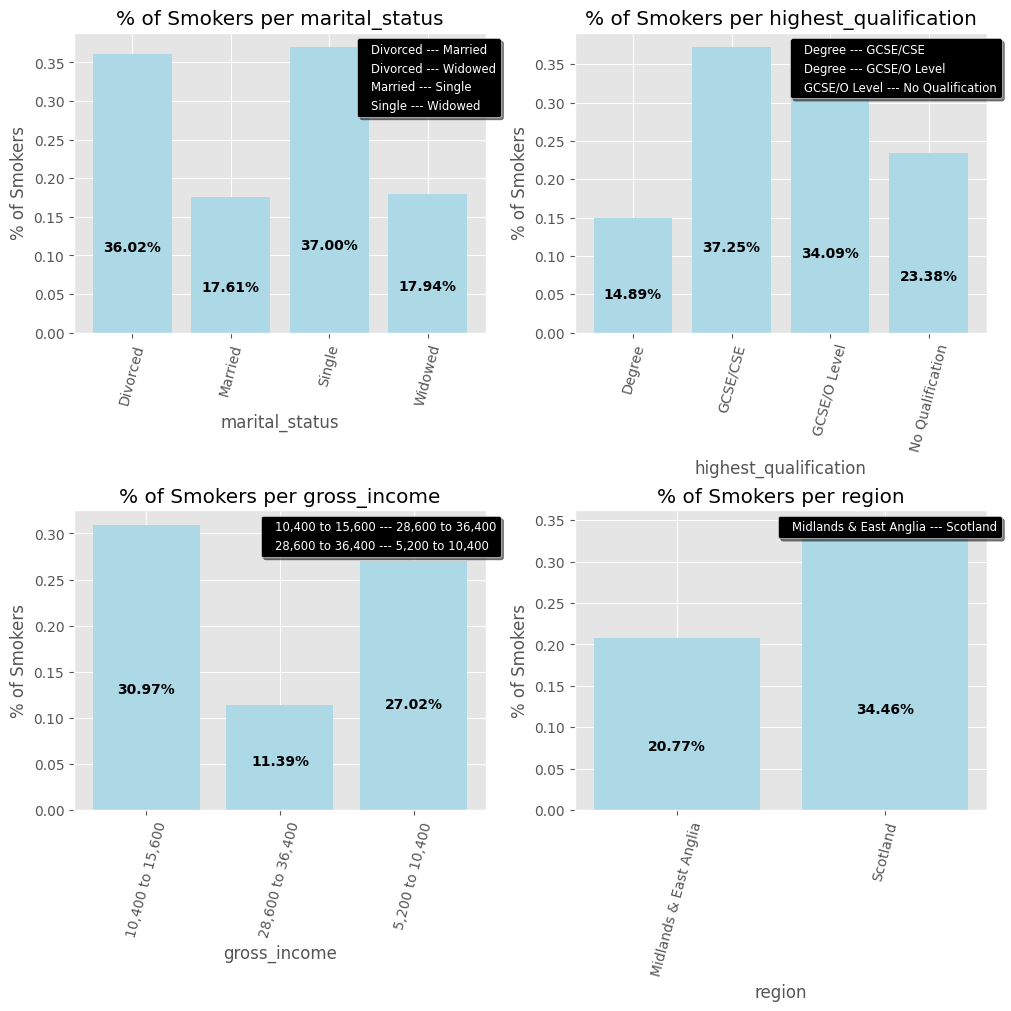 % of Smokers per marital_status
% of Smokers
0.35
0.30
0.25
0.20
0.15
0.10
0.05
0.00
Divorced --- Married
Divorced --- Widowed
Married --- Single
Single --- Widowed
36.02%
17.61%
37.00%
17.94%
Divorced
Married
Single
Widowed
marital_status
% of Smokers per highest_qualification
% of Smokers
0.35
0.30
0.25
0.20
0.15
0.10
0.05
0.00
Degree --- GCSE/CSE
Degree --- GCSE/O Level
GCSE/O Level --- No Qualification
14.89%
37.25%
34.09%
23.38%
Degree
GCSE/CSE
GCSE/O Level
No Qualification
highest_qualification
% of Smokers per gross_income
% of Smokers
0.30
0.25
0.20
0.15
0.10
0.05
0.00
10,400 to 15,600 --- 28,600 to 36,400
28,600 to 36,400 --- 5,200 to 10,400
30.97%
11.39%
27.02%
10,400 to 15,600
28,600 to 36,400
5,200 to 10,400
gross_income
% of Smokers per region
% of Smokers
0.35
0.30
0.25
0.20
0.15
0.10
0.05
0.00
Midlands & East Anglia --- Scotland
20.77%
34.46%
Midlands & East Anglia
Scotland
region